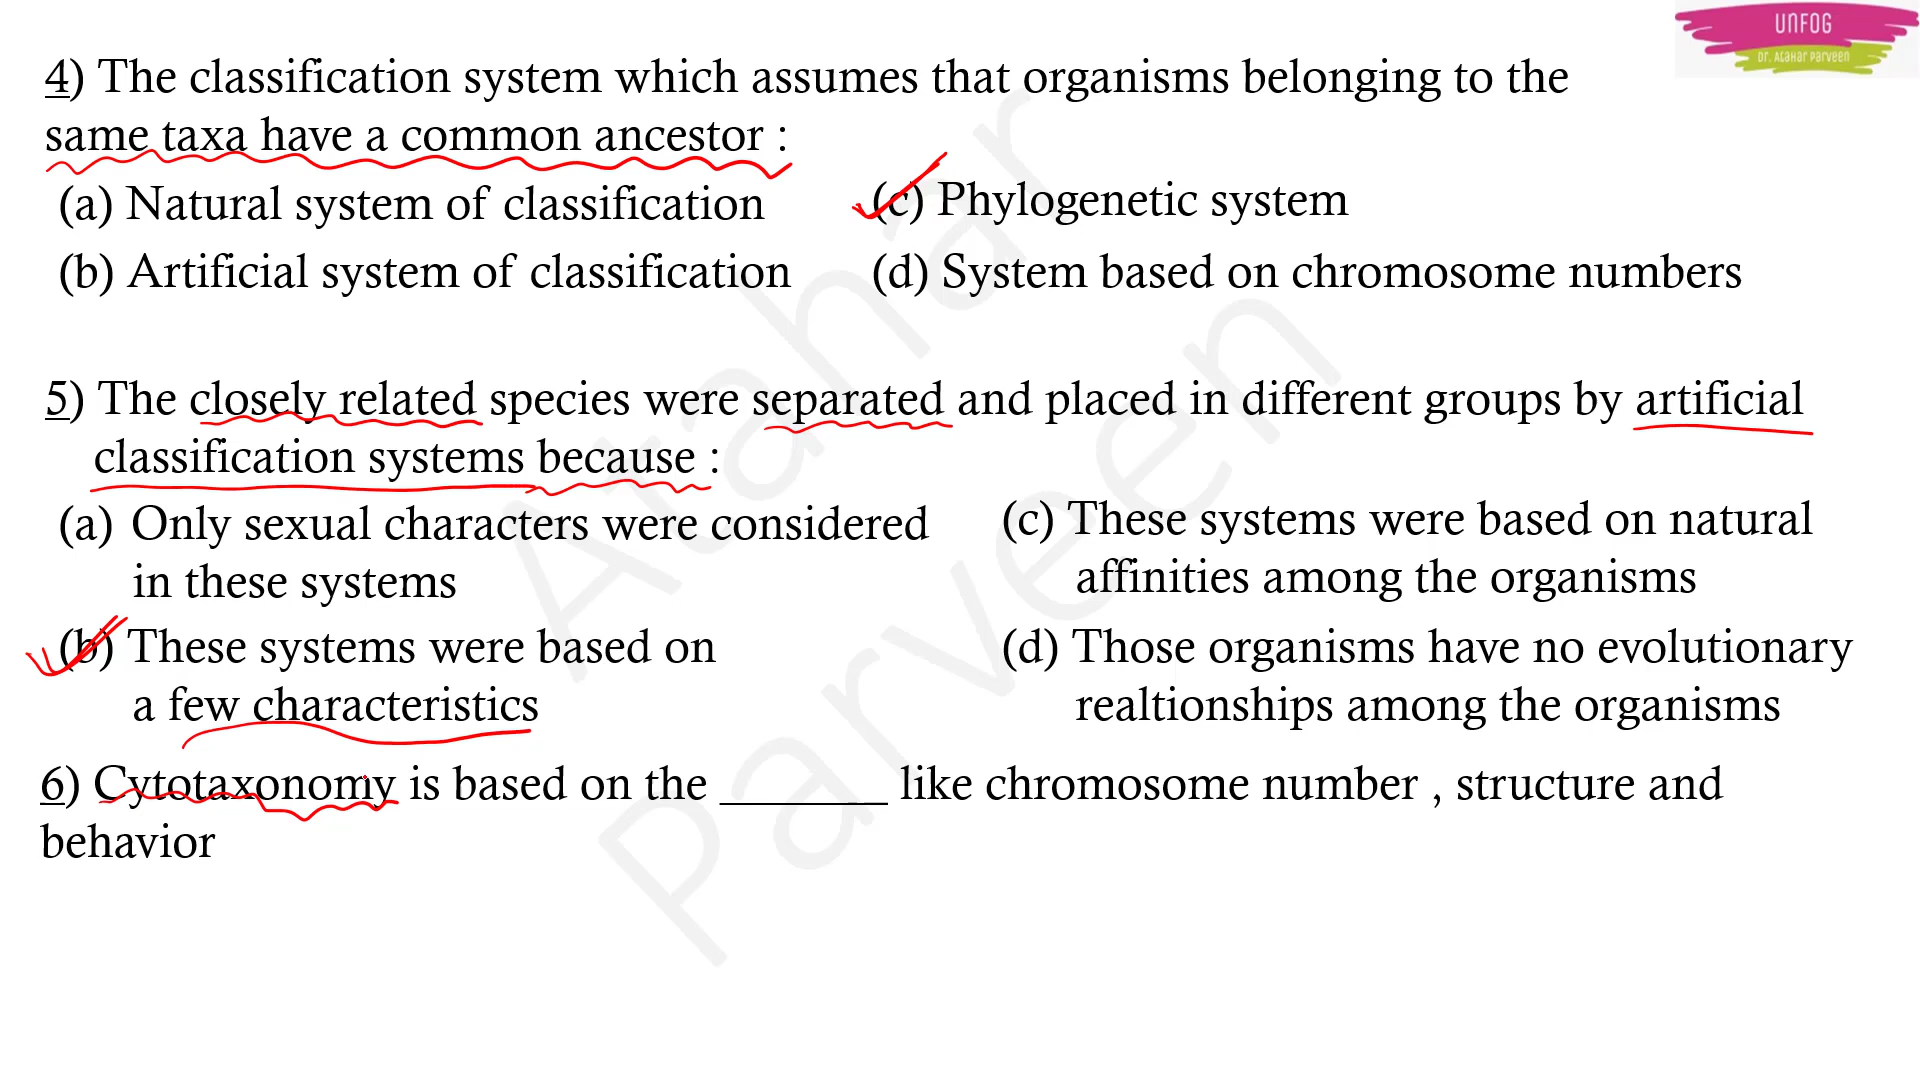 UNFOG
Dr. Atahar Parveen
4) The classification system which assumes that organisms belonging to the
same taxa have a common ancestor :
(a) Natural system of classification
(c) Phylogenetic system
(b) Artificial system of classification
(d) System based on chromosome numbers
5) The closely related species were separated and placed in different groups by artificial
classification systems because :
(a) Only sexual characters were considered
in these systems
(c) These systems were based on natural
affinities among the organisms
(b) These systems were based on
a few characteristics
(d) Those organisms have no evolutionary
realtionships among the organisms
6) Cytotaxonomy is based on the _______ like chromosome number , structure and
behavior
Atahar
Parveen